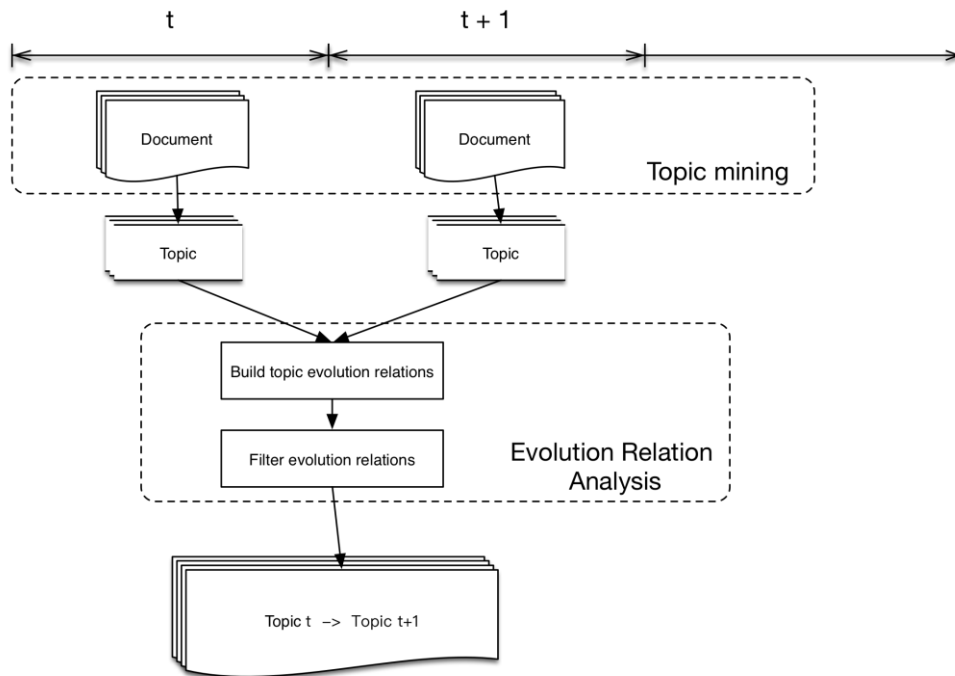 t
t + 1
Document
Document
Topic mining
Topic
Topic
Build topic evolution relations
Filter evolution relations
Evolution Relation
Analysis
Topic t -> Topic t+1